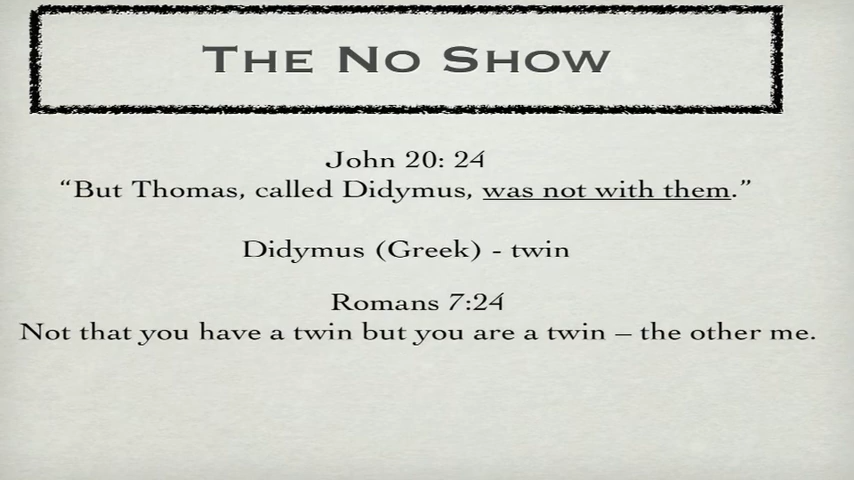 The No Show
John 20: 24
“But Thomas, called Didymus, was not with them.”
Didymus (Greek) - twin
Romans 7:24
Not that you have a twin but you are a twin – the other me.